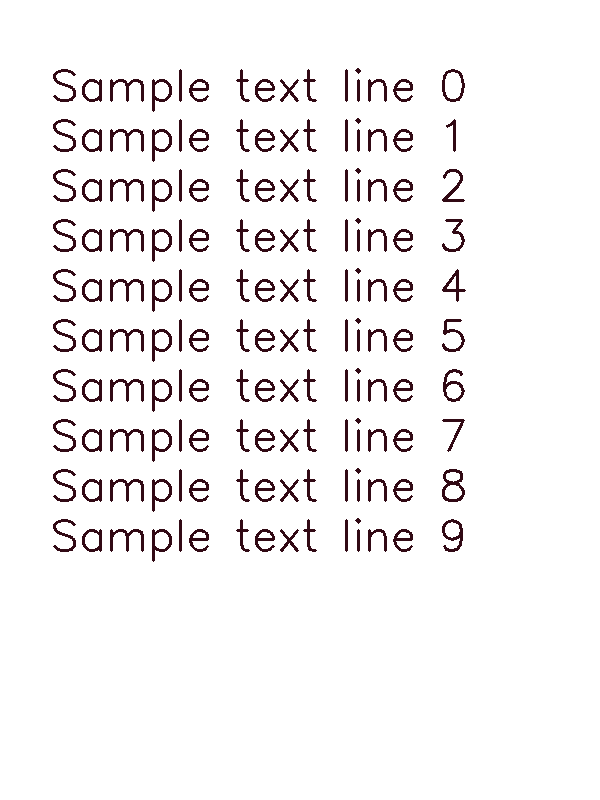 Sample text line 0
Sample text line 1
Sample text line 2
Sample text line 3
Sample text line 4
Sample text line 5
Sample text line 6
Sample text line 7
Sample text line 8
Sample text line 9